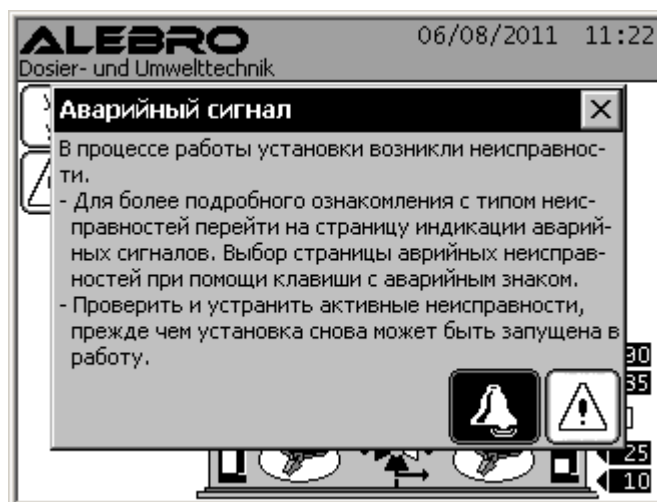 ALEBRO
06/08/2011 11:22
Dosier- und Umwelttechnik
Аварийный сигнал
В процессе работы установки возникли неисправнос-
ти.
- Для более подробного ознакомления с типом неис-
правностей перейти на страницу индикации аварий-
ных сигналов. Выбор страницы аврийных неисправ-
ностей при помощи клавиши с аварийным знаком.
- Проверить и устранить активные неисправности,
прежде чем установка снова может быть запущена в
работу.
25
10